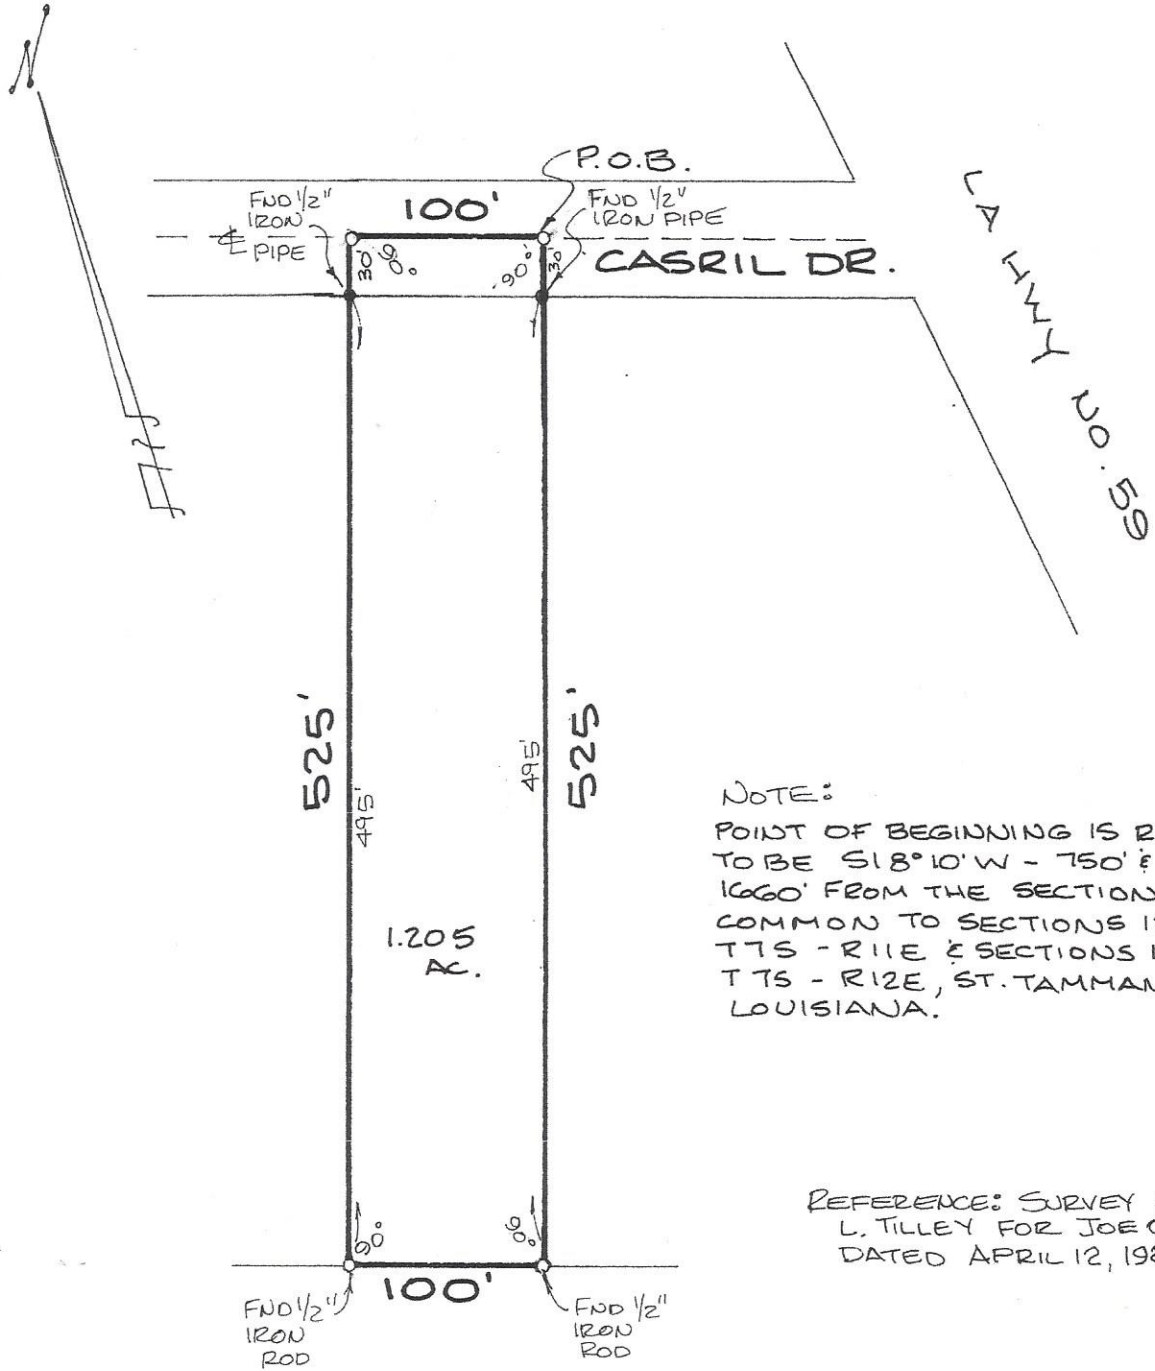 N
P.O.B.
FND 1/2"
IRON
PIPE
100'
FND 1/2"
IRON PIPE
℄
30'
90°
90°
30'
CASRIL DR.
LA HWY NO. 59
525'
495'
495'
525'
1.205
AC.
NOTE:
POINT OF BEGINNING IS
TO BE S18°10'W - 750' &
1660' FROM THE SECTION
COMMON TO SECTIONS
T7S - R11E & SECTIONS
T7S - R12E, ST. TAMMAN
LOUISIANA.
REFERENCE: SURVEY
L. TILLEY FOR JOE
DATED APRIL 12, 198
90°
90°
100'
FND 1/2"
IRON
ROD
FND 1/2"
IRON
ROD